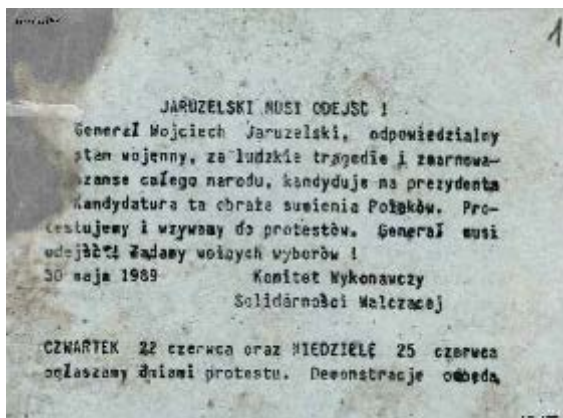 1
JARUZELSKI MUSI ODEJSC !
Generał Wojciech Jaruzelski, odpowiedzialny
stan wojenny, za ludzkie tragedie i zmarnowa-
szanse całego narodu, kandyduje na prezydenta
Kandydatura ta obraża sumienia Polaków. Pro-
testujemy i wzywamy do protestów. Generał musi
odejść! Żądamy wolnych wyborów !
30 maja 1989 Komitet Wykonawczy
Solidarności Walczącej
CZWARTEK 22 czerwca oraz NIEDZIELĘ 25 czerwca
ogłaszamy dniami protestu. Demonstracje odbędą